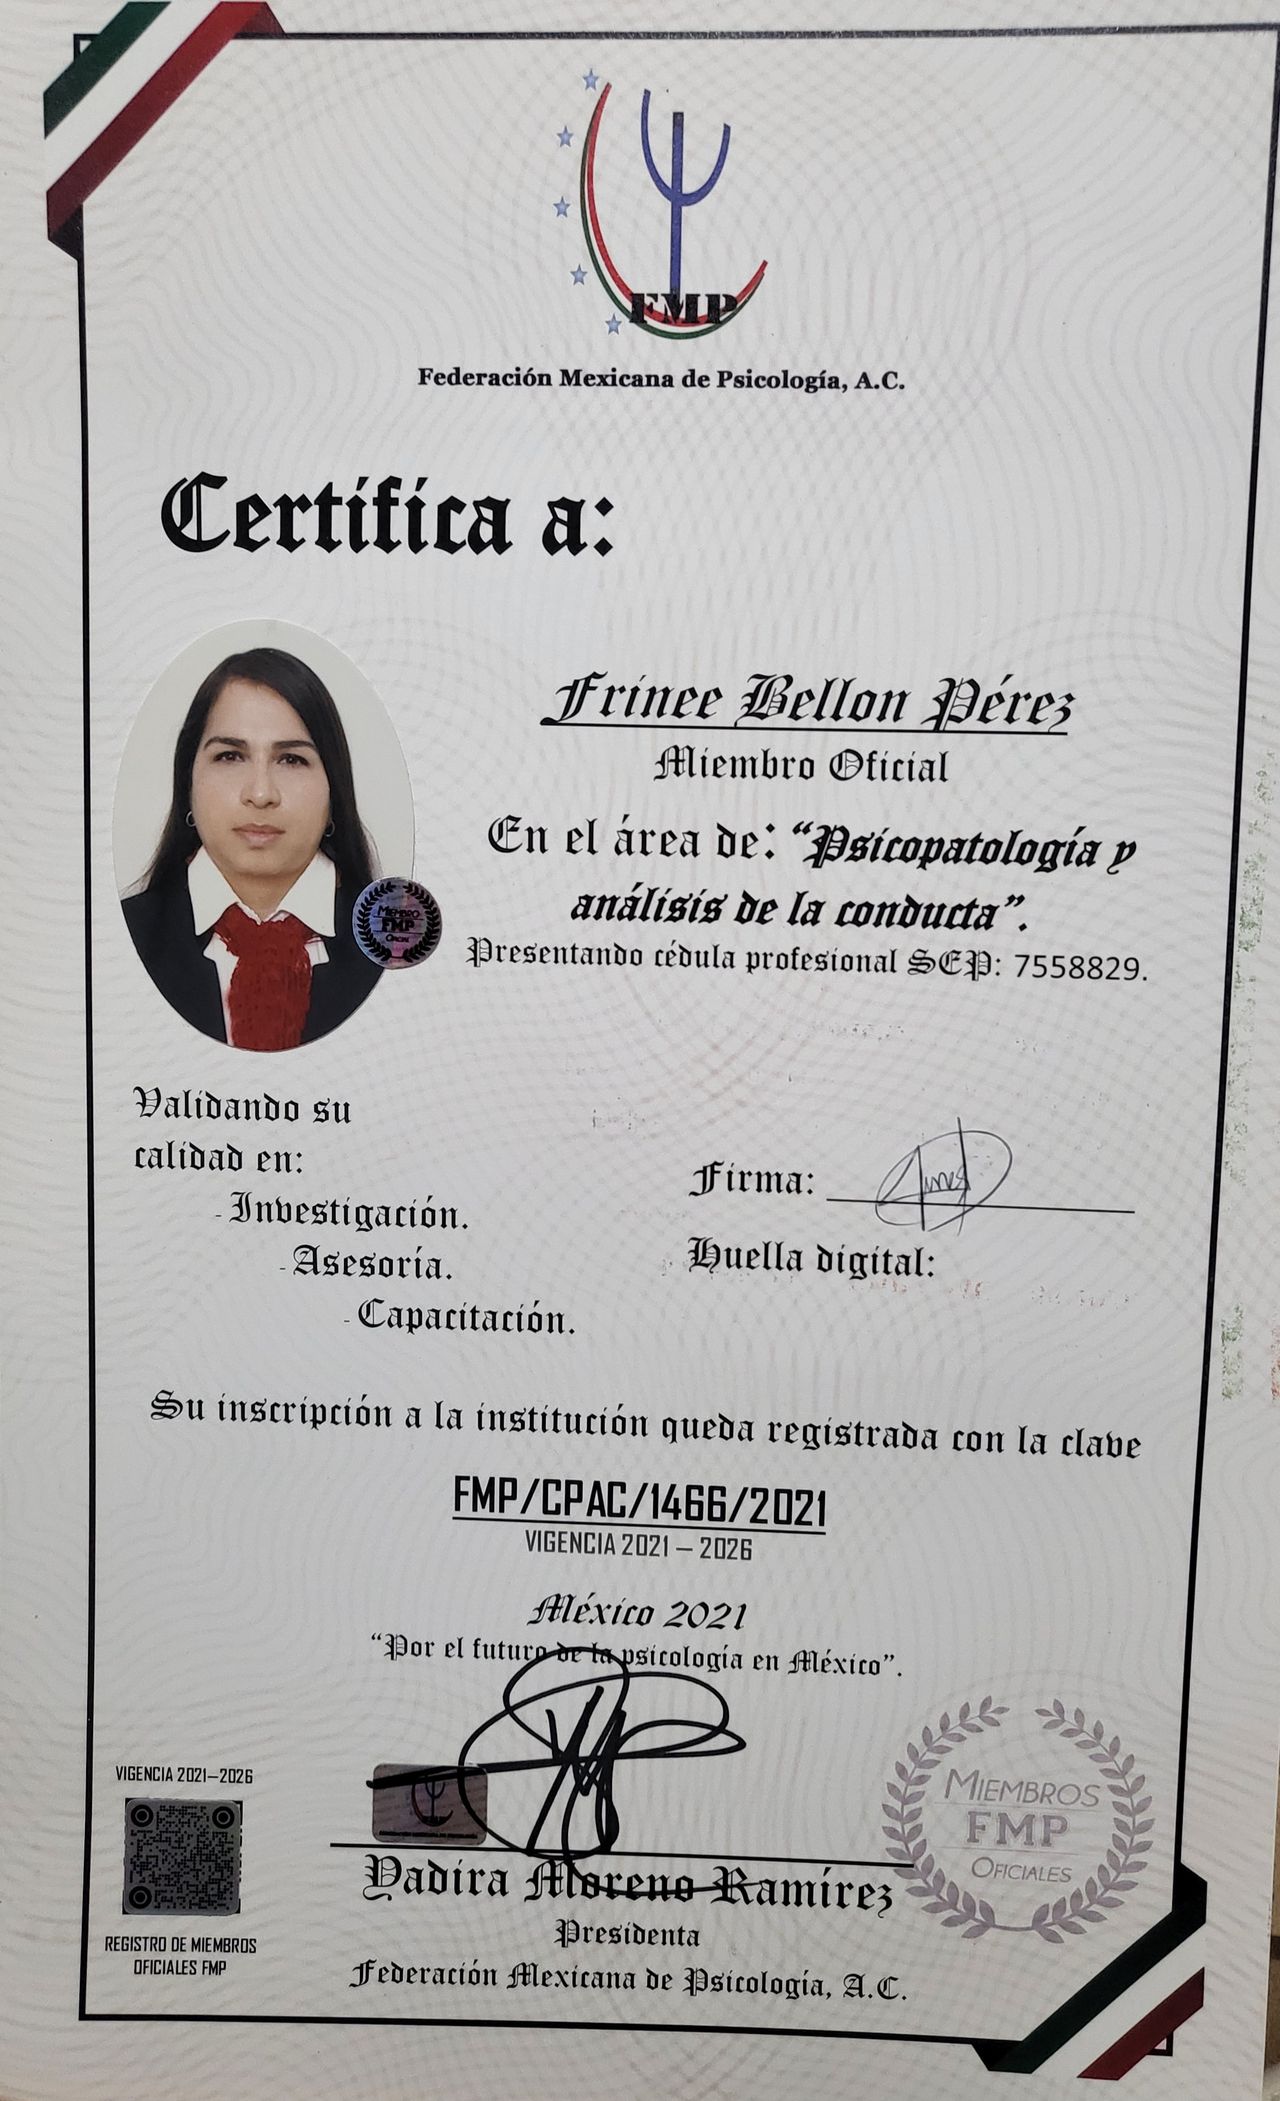 FMP
Federación Mexicana de Psicología, A.C.
Certifica a:
Frinee Bellon Pérez
Miembro Oficial
En el área de: “Psicopatología y
análisis de la conducta”.
Presentando cédula profesional SEP: 7558829.
MIEMBRO
FMP
OFICIAL
Validando su
calidad en:
- Investigación.
- Asesoría.
- Capacitación.
Firma:
Huella digital:
Su inscripción a la institución queda registrada con la clave
FMP/CPAC/1466/2021
VIGENCIA 2021 – 2026
México 2021
“Por el futuro de la psicología en México”.
VIGENCIA 2021–2026
REGISTRO DE MIEMBROS
OFICIALES FMP
Yadira Moreno Ramírez
Presidenta
Federación Mexicana de Psicología, A.C.
MIEMBROS
FMP
OFICIALES